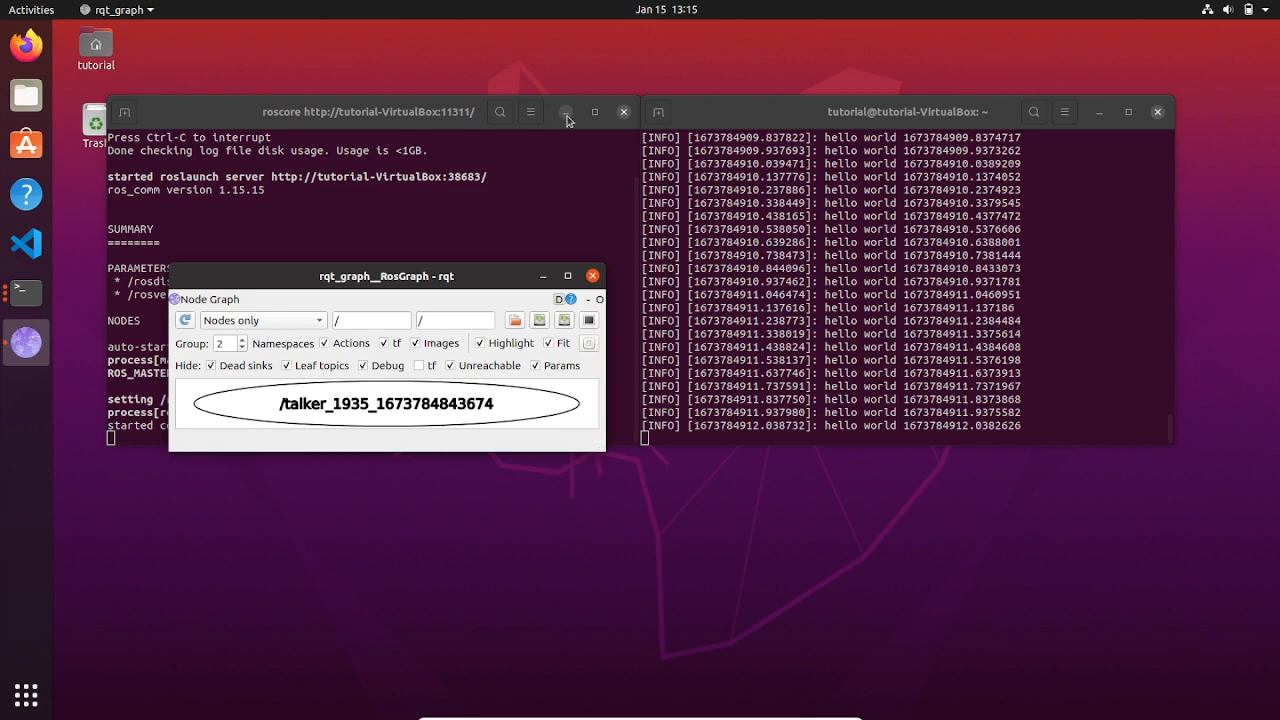 Activities
rqt_graph
Jan 15 13:15
tutorial
Trash
roscore http://tutorial-VirtualBox:11311/
Press Ctrl-C to interrupt
Done checking log file disk usage. Usage is <1GB.
started roslaunch server http://tutorial-VirtualBox:38683/
ros_comm version 1.15.15
SUMMARY
========
PARAMETERS
* /rosdis
* /rosve
NODES
auto-star
process[ma
ROS_MASTE
setting /
process[ro
started co
rqt_graph__RosGraph - rqt
Node Graph
D ? - O
Nodes only
/
/
Group: 2 Namespaces Actions tf Images Highlight Fit
Hide: Dead sinks Leaf topics Debug tf Unreachable Params
/talker_1935_1673784843674
tutorial@tutorial-VirtualBox: ~
[INFO] [1673784909.837822]: hello world 1673784909.8374717
[INFO] [1673784909.937693]: hello world 1673784909.9373262
[INFO] [1673784910.039471]: hello world 1673784910.0389209
[INFO] [1673784910.137776]: hello world 1673784910.1374052
[INFO] [1673784910.237886]: hello world 1673784910.2374923
[INFO] [1673784910.338449]: hello world 1673784910.3379545
[INFO] [1673784910.438165]: hello world 1673784910.4377472
[INFO] [1673784910.538050]: hello world 1673784910.5376606
[INFO] [1673784910.639286]: hello world 1673784910.6388001
[INFO] [1673784910.738473]: hello world 1673784910.7381444
[INFO] [1673784910.844096]: hello world 1673784910.8433073
[INFO] [1673784910.937462]: hello world 1673784910.9371781
[INFO] [1673784911.046474]: hello world 1673784911.0460951
[INFO] [1673784911.137616]: hello world 1673784911.137186
[INFO] [1673784911.238773]: hello world 1673784911.2384484
[INFO] [1673784911.338019]: hello world 1673784911.3375614
[INFO] [1673784911.438824]: hello world 1673784911.4384608
[INFO] [1673784911.538137]: hello world 1673784911.5376198
[INFO] [1673784911.637746]: hello world 1673784911.6373913
[INFO] [1673784911.737591]: hello world 1673784911.7371967
[INFO] [1673784911.837750]: hello world 1673784911.8373868
[INFO] [1673784911.937980]: hello world 1673784911.9375582
[INFO] [1673784912.038732]: hello world 1673784912.0382626